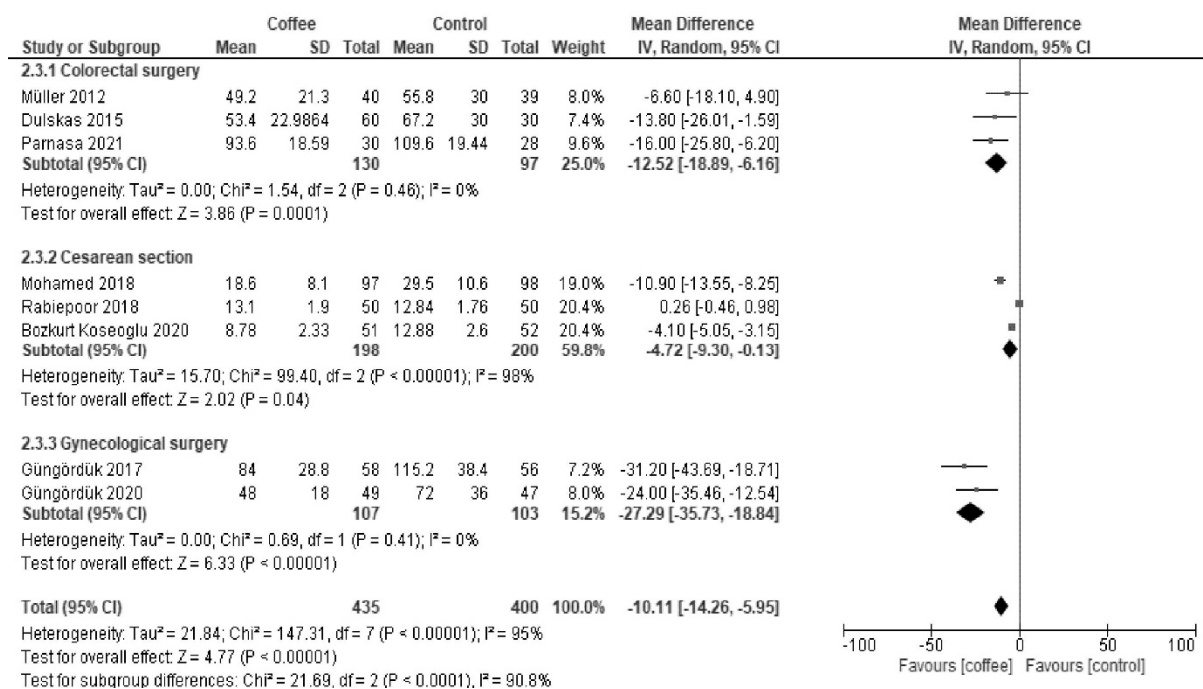 Coffee Control Mean Difference Mean Difference
Study or Subgroup Mean SD Total Mean SD Total Weight IV, Random, 95% CI IV, Random, 95% CI
2.3.1 Colorectal surgery
Müller 2012 49.2 21.3 40 55.8 30 39 8.0% -6.60 [-18.10, 4.90]
Dulskas 2015 53.4 22.9864 60 67.2 30 30 7.4% -13.80 [-26.01, -1.59]
Parnasa 2021 93.6 18.59 30 109.6 19.44 28 9.6% -16.00 [-25.80, -6.20]
Subtotal (95% CI) 130 97 25.0% -12.52 [-18.89, -6.16]
Heterogeneity: Tau² = 0.00; Chi² = 1.54, df = 2 (P = 0.46); I² = 0%
Test for overall effect: Z = 3.86 (P = 0.0001)
2.3.2 Cesarean section
Mohamed 2018 18.6 8.1 97 29.5 10.6 98 19.0% -10.90 [-13.55, -8.25]
Rabiepoor 2018 13.1 1.9 50 12.84 1.76 50 20.4% 0.26 [-0.46, 0.98]
Bozkurt Koseoglu 2020 8.78 2.33 51 12.88 2.6 52 20.4% -4.10 [-5.05, -3.15]
Subtotal (95% CI) 198 200 59.8% -4.72 [-9.30, -0.13]
Heterogeneity: Tau² = 15.70; Chi² = 99.40, df = 2 (P < 0.00001); I² = 98%
Test for overall effect: Z = 2.02 (P = 0.04)
2.3.3 Gynecological surgery
Güngördük 2017 84 28.8 58 115.2 38.4 56 7.2% -31.20 [-43.69, -18.71]
Güngördük 2020 48 18 49 72 36 47 8.0% -24.00 [-35.46, -12.54]
Subtotal (95% CI) 107 103 15.2% -27.29 [-35.73, -18.84]
Heterogeneity: Tau² = 0.00; Chi² = 0.69, df = 1 (P = 0.41); I² = 0%
Test for overall effect: Z = 6.33 (P < 0.00001)
Total (95% CI) 435 400 100.0% -10.11 [-14.26, -5.95]
Heterogeneity: Tau² = 21.84; Chi² = 147.31, df = 7 (P < 0.00001); I² = 95%
Test for overall effect: Z = 4.77 (P < 0.00001)
Test for subgroup differences: Chi² = 21.69, df = 2 (P < 0.0001), I² = 90.8%
-100 -50 0 50 100
Favours [coffee] Favours [control]